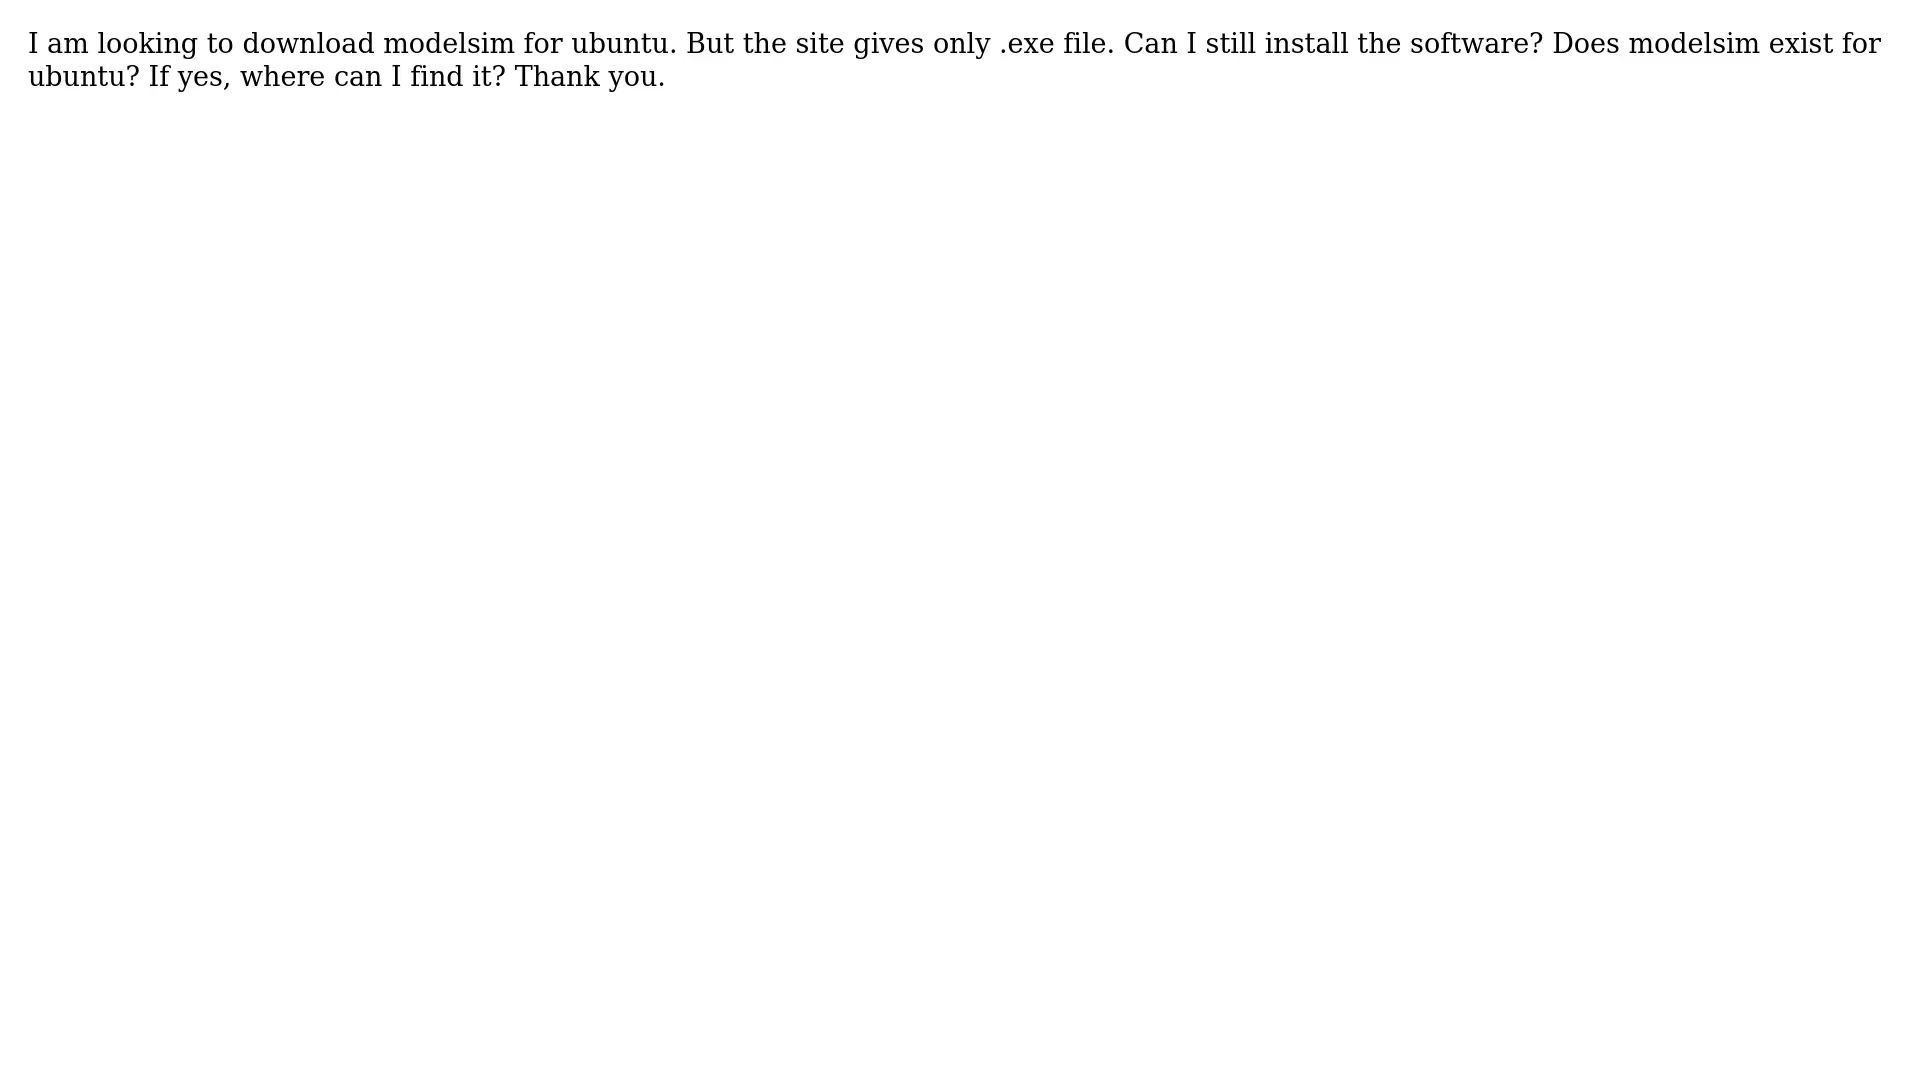 I am looking to download modelsim for ubuntu. But the site gives only .exe file. Can I still install the software? Does modelsim exist for
ubuntu? If yes, where can I find it? Thank you.